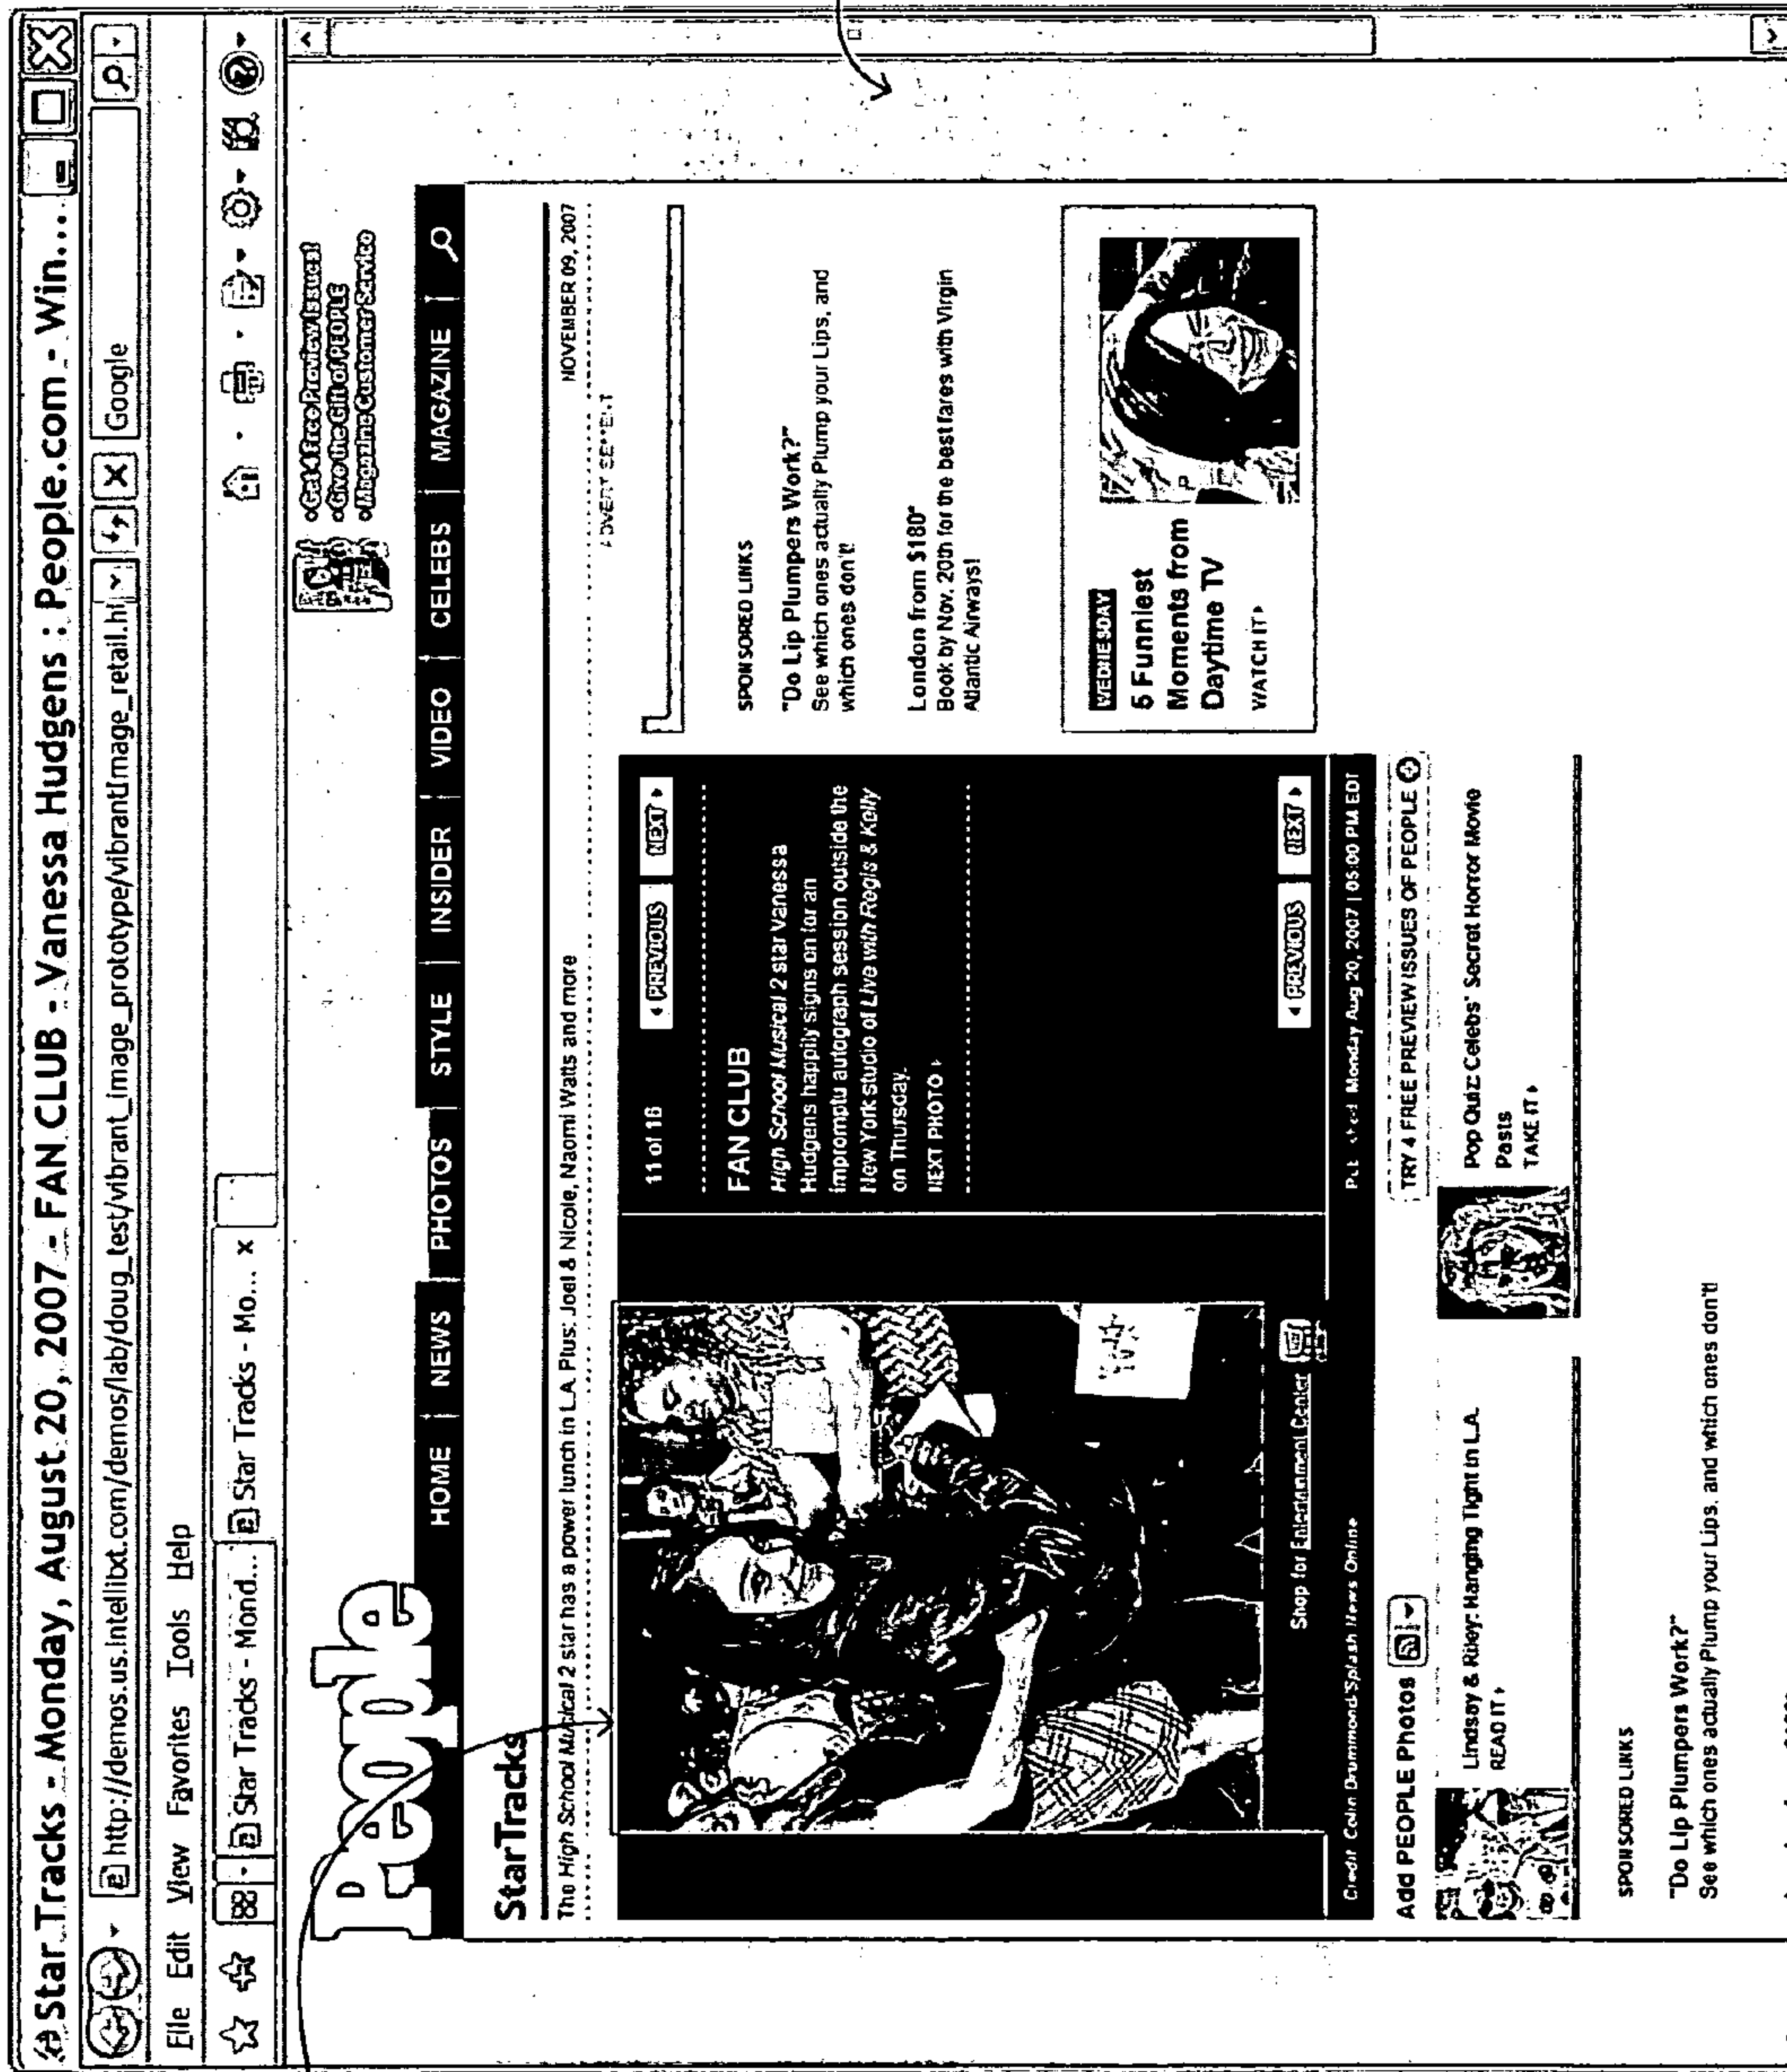 Star Tracks - Monday, August 20, 2007 - FAN CLUB - Vanessa Hudgens : People.com - Win...
http://demos.us.intellitxt.com/demos/lab/doug_test/vibrant_image_prototype/vibrantImage_retail.ht
Google
File Edit View Favorites Tools Help
Star Tracks - Mond...
Star Tracks - Mo... x
People
•Get 4 Free Preview Issues!
•Give the Gift of PEOPLE
•Magazine Customer Service
HOME | NEWS | PHOTOS | STYLE | INSIDER | VIDEO | CELEBS | MAGAZINE |
StarTracks
The High School Musical 2 star has a power lunch in L.A. Plus: Joel & Nicole, Naomi Watts and more
NOVEMBER 09, 2007
ADVERTISEMENT
11 of 16
PREVIOUS
NEXT
FAN CLUB
High School Musical 2 star Vanessa
Hudgens happily signs on for an
impromptu autograph session outside the
New York studio of Live with Regis & Kelly
on Thursday.
NEXT PHOTO
PREVIOUS
NEXT
Shop for Entertainment Center
Credit Colin Drummond/Splash News Online
Published Monday Aug 20, 2007 | 05:00 PM EDT
SPONSORED LINKS
"Do Lip Plumpers Work?"
See which ones actually Plump your Lips, and
which ones don't!
London from $180*
Book by Nov. 20th for the best fares with Virgin
Atlantic Airways!
WEDNESDAY
5 Funniest
Moments from
Daytime TV
WATCH IT
Add PEOPLE Photos
TRY 4 FREE PREVIEW ISSUES OF PEOPLE
Lindsay & Riley: Hanging Tight in L.A.
READ IT
Pop Quiz: Celebs' Secret Horror Movie
Pasts
TAKE IT
SPONSORED LINKS
"Do Lip Plumpers Work?"
See which ones actually Plump your Lips, and which ones don't!